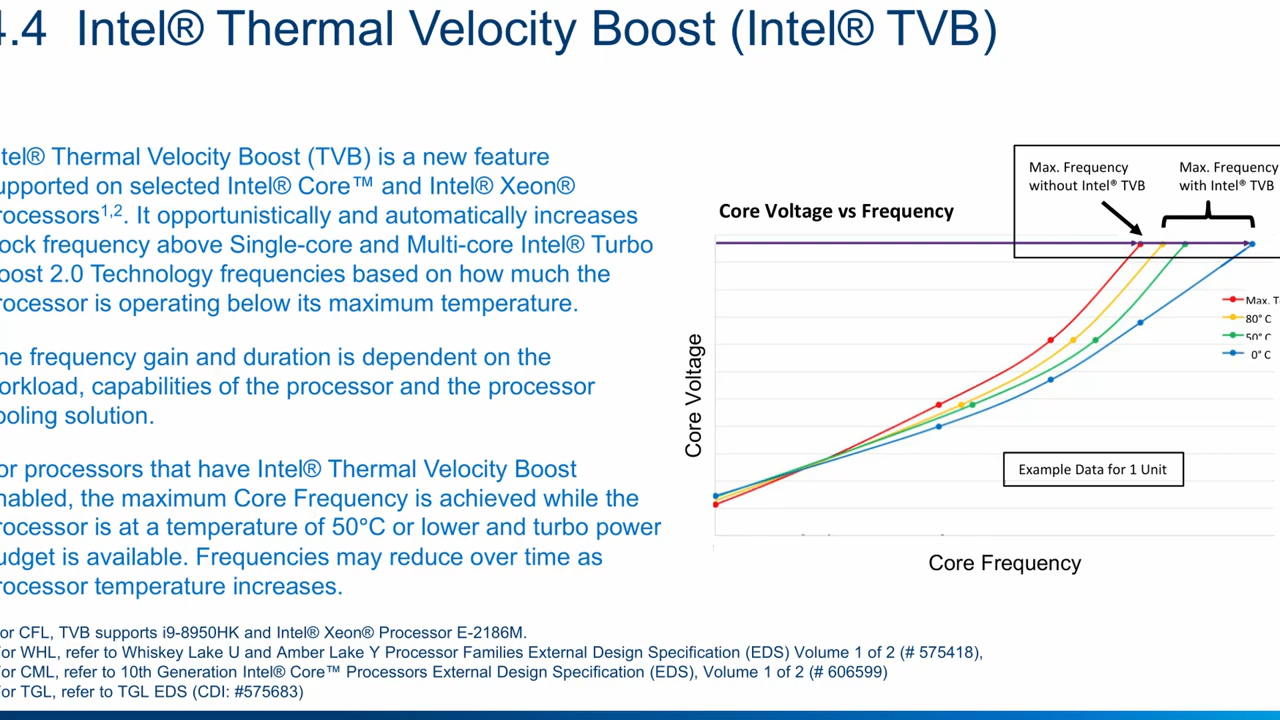 4.4 Intel® Thermal Velocity Boost (Intel® TVB)
tel® Thermal Velocity Boost (TVB) is a new feature
upported on selected Intel® Core™ and Intel® Xeon®
rocessors1,2. It opportunistically and automatically increases
ock frequency above Single-core and Multi-core Intel® Turbo
oost 2.0 Technology frequencies based on how much the
rocessor is operating below its maximum temperature.
he frequency gain and duration is dependent on the
orkload, capabilities of the processor and the processor
ooling solution.
or processors that have Intel® Thermal Velocity Boost
nabled, the maximum Core Frequency is achieved while the
rocessor is at a temperature of 50°C or lower and turbo power
udget is available. Frequencies may reduce over time as
rocessor temperature increases.
Core Voltage vs Frequency
Max. Frequency
without Intel® TVB
Max. Frequency
with Intel® TVB
Max. T
80° C
50° C
0° C
Core Voltage
Example Data for 1 Unit
Core Frequency
or CFL, TVB supports i9-8950HK and Intel® Xeon® Processor E-2186M.
or WHL, refer to Whiskey Lake U and Amber Lake Y Processor Families External Design Specification (EDS) Volume 1 of 2 (# 575418),
or CML, refer to 10th Generation Intel® Core™ Processors External Design Specification (EDS), Volume 1 of 2 (# 606599)
or TGL, refer to TGL EDS (CDI: #575683)